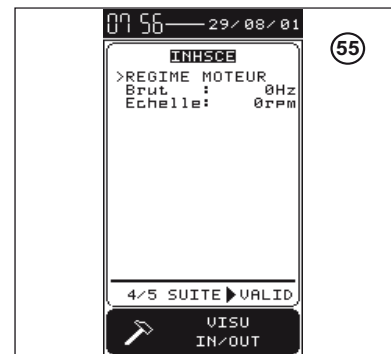 07 56 29/08/01
55
INHSCE
>REGIME MOTEUR
Brut : 0Hz
Echelle: 0rpm
4/5 SUITE▶VALID
VISU
IN/OUT